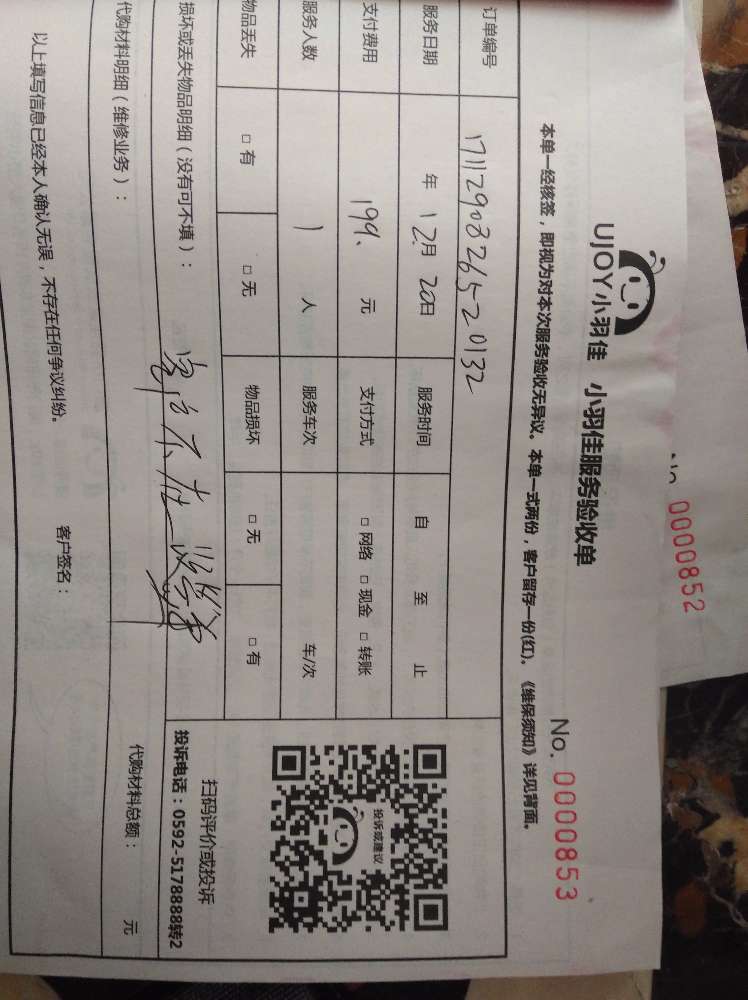 No. 0000852
UJOY小羽佳 小羽佳服务验收单
No. 0000853
本单一经核签，即视为对本次服务验收无异议。本单一式两份，客户留存一份(红)。《维保须知》详见背面。
订单编号 1711290826520132
服务日期 年 12月 20日 服务时间 自 至 止
支付费用 199. 元 支付方式 □ 网络 □ 现金 □ 转账
服务人数 1 人 服务车次 车/次
物品丢失 □ 有 □ 无 物品损坏 □ 无 □ 有
投诉或建议
扫码评价或投诉
投诉电话：0592-5178888转2
损坏或丢失物品明细（没有可不填）：
不在
代购材料明细（维修业务）： 代购材料总额： 元
以上填写信息已经本人确认无误，不存在任何争议纠纷。 客户签名：